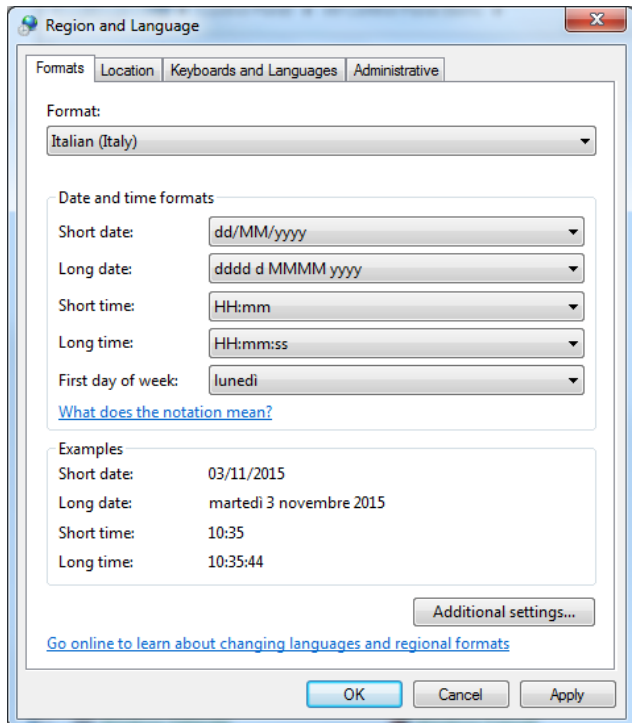 Region and Language
Formats Location Keyboards and Languages Administrative
Format:
Italian (Italy)
Date and time formats
Short date: dd/MM/yyyy
Long date: dddd d MMMM yyyy
Short time: HH:mm
Long time: HH:mm:ss
First day of week: lunedì
What does the notation mean?
Examples
Short date: 03/11/2015
Long date: martedì 3 novembre 2015
Short time: 10:35
Long time: 10:35:44
Additional settings...
Go online to learn about changing languages and regional formats
OK Cancel Apply